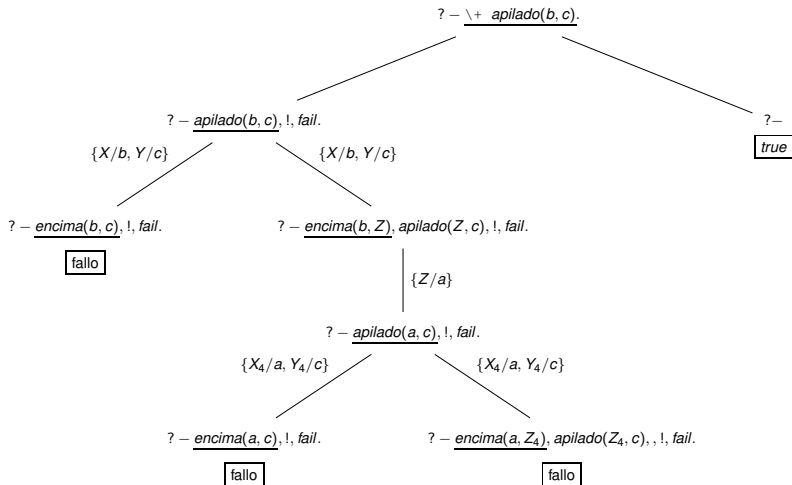 ? − \+ apilado(b, c).
? − apilado(b, c), !, fail.
?−
true
{X/b, Y/c}
{X/b, Y/c}
? − encima(b, c), !, fail.
? − encima(b, Z), apilado(Z, c), !, fail.
fallo
{Z/a}
? − apilado(a, c), !, fail.
{X₄/a, Y₄/c}
{X₄/a, Y₄/c}
? − encima(a, c), !, fail.
? − encima(a, Z₄), apilado(Z₄, c), , !, fail.
fallo
fallo